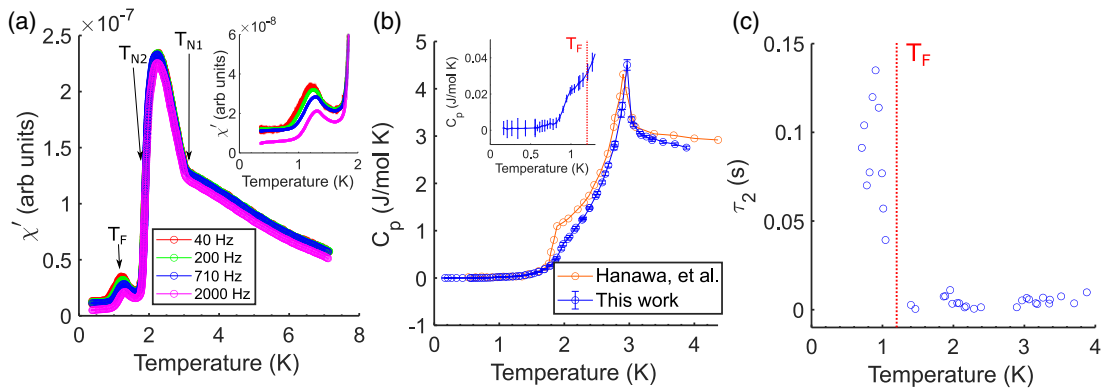 (a)
×10⁻⁷
2.5
2
1.5
1
0.5
0
0
2
4
6
8
χ′ (arb units)
Temperature (K)
T_N2
T_N1
T_F
40 Hz
200 Hz
710 Hz
2000 Hz
×10⁻⁸
8
6
4
2
0
0
1
2
χ′ (arb units)
Temperature (K)
(b)
5
4
3
2
1
0
-1
0
1
2
3
4
C_p (J/mol K)
Temperature (K)
T_F
0.04
0.02
0
0
0,5
1
C_p (J/mol K)
Temperature (K)
Hanawa, et al.
This work
(c)
0.15
0.1
0.05
0
0
1
2
3
4
τ₂ (s)
Temperature (K)
T_F